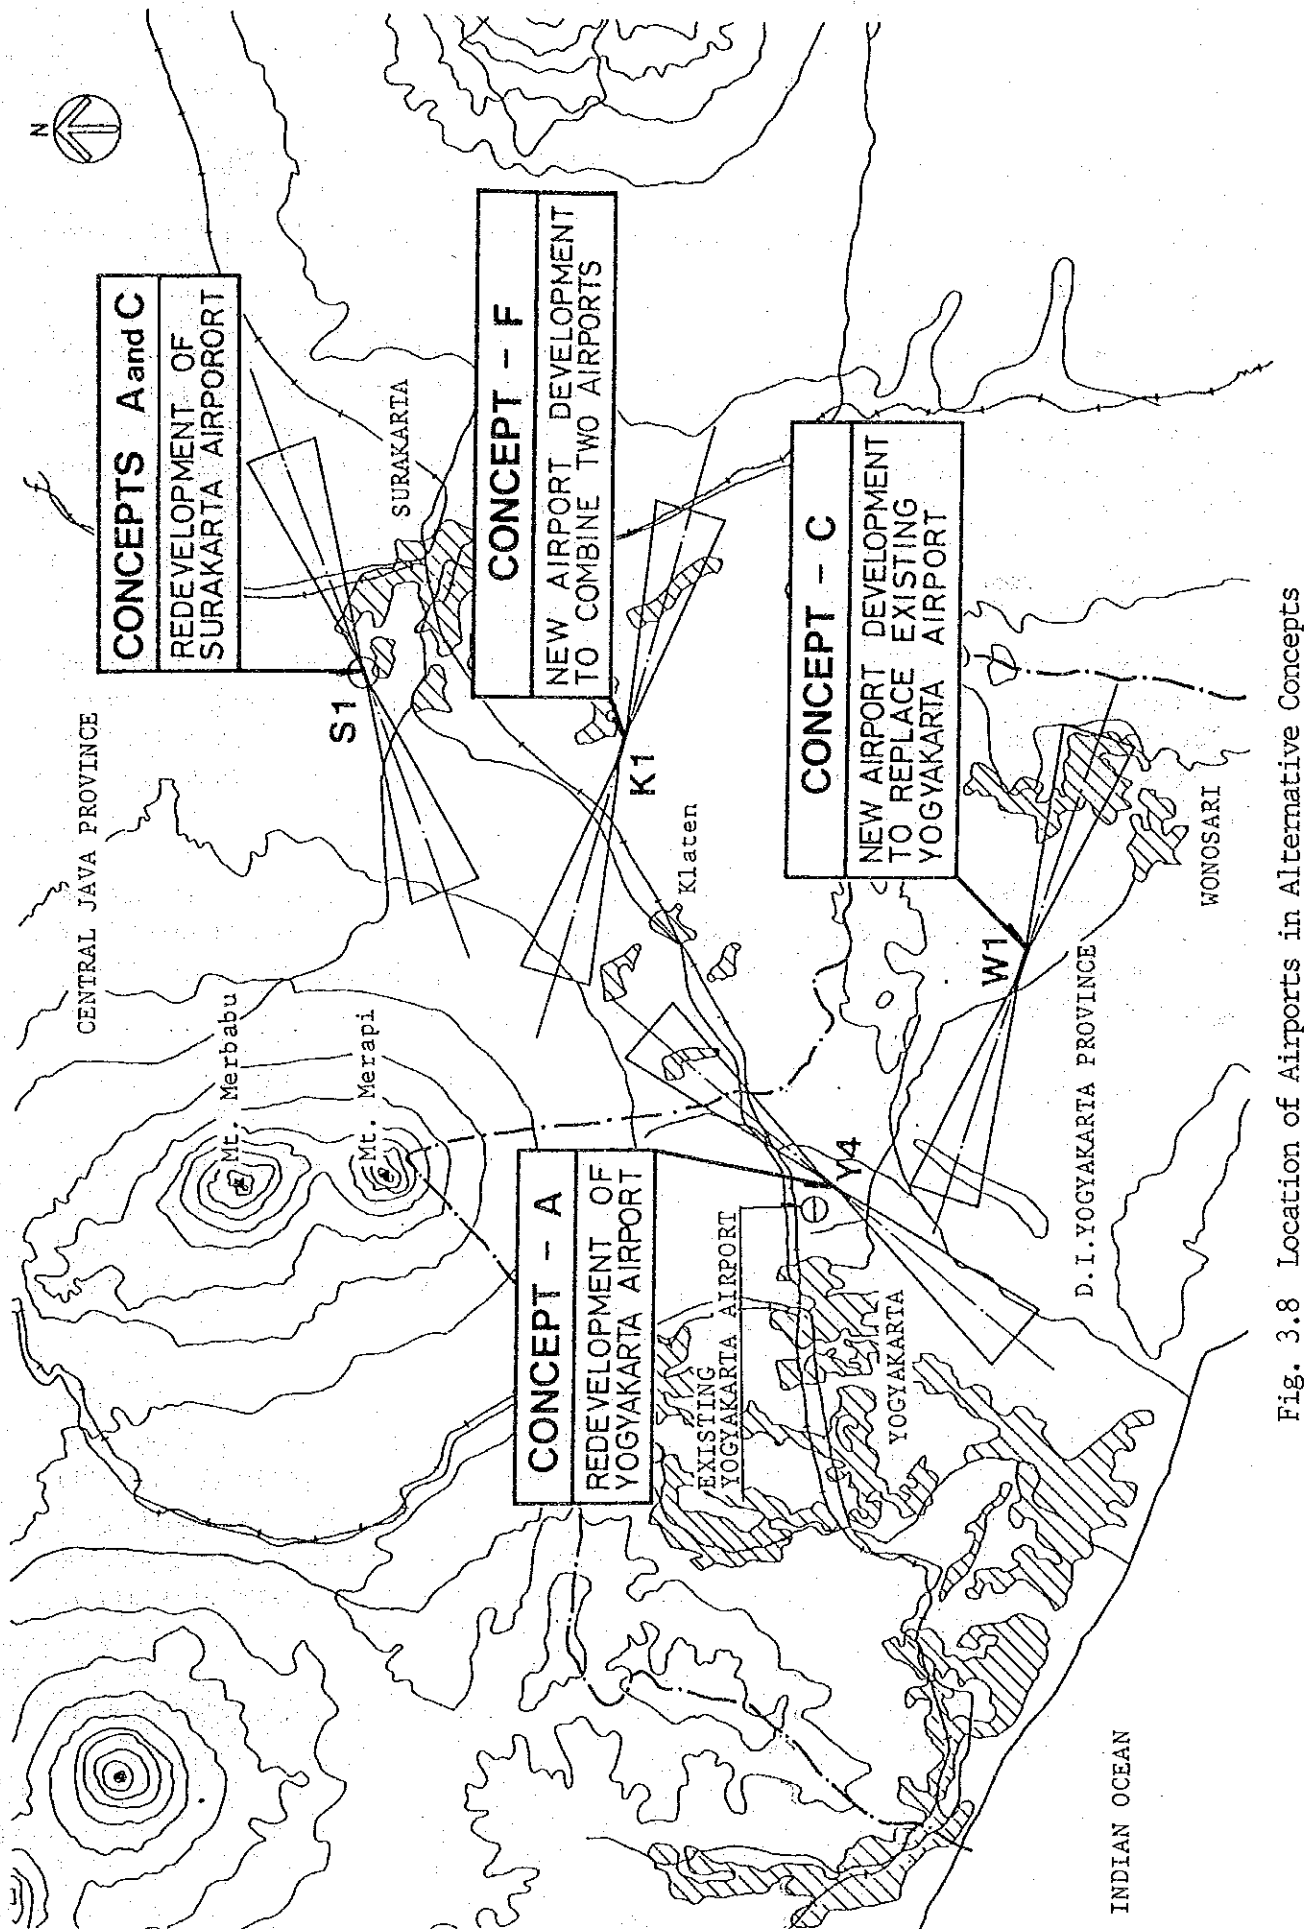 N
CONCEPTS A and C
REDEVELOPMENT OF
SURAKARTA AIRPORORT
CENTRAL JAVA PROVINCE
S1
SURAKARTA
CONCEPT - F
NEW AIRPORT DEVELOPMENT
TO COMBINE TWO AIRPORTS
K1
Mt. Merbabu
Mt. Merapi
Klaten
CONCEPT - A
REDEVELOPMENT OF
YOGYAKARTA AIRPORT
EXISTING
YOGYAKARTA AIRPORT
Y4
YOGYAKARTA
CONCEPT - C
NEW AIRPORT DEVELOPMENT
TO REPLACE EXISTING
YOGYAKARTA AIRPORT
W1
WONOSARI
D.I.YOGYAKARTA PROVINCE
INDIAN OCEAN
Fig. 3.8 Location of Airports in Alternative Concepts